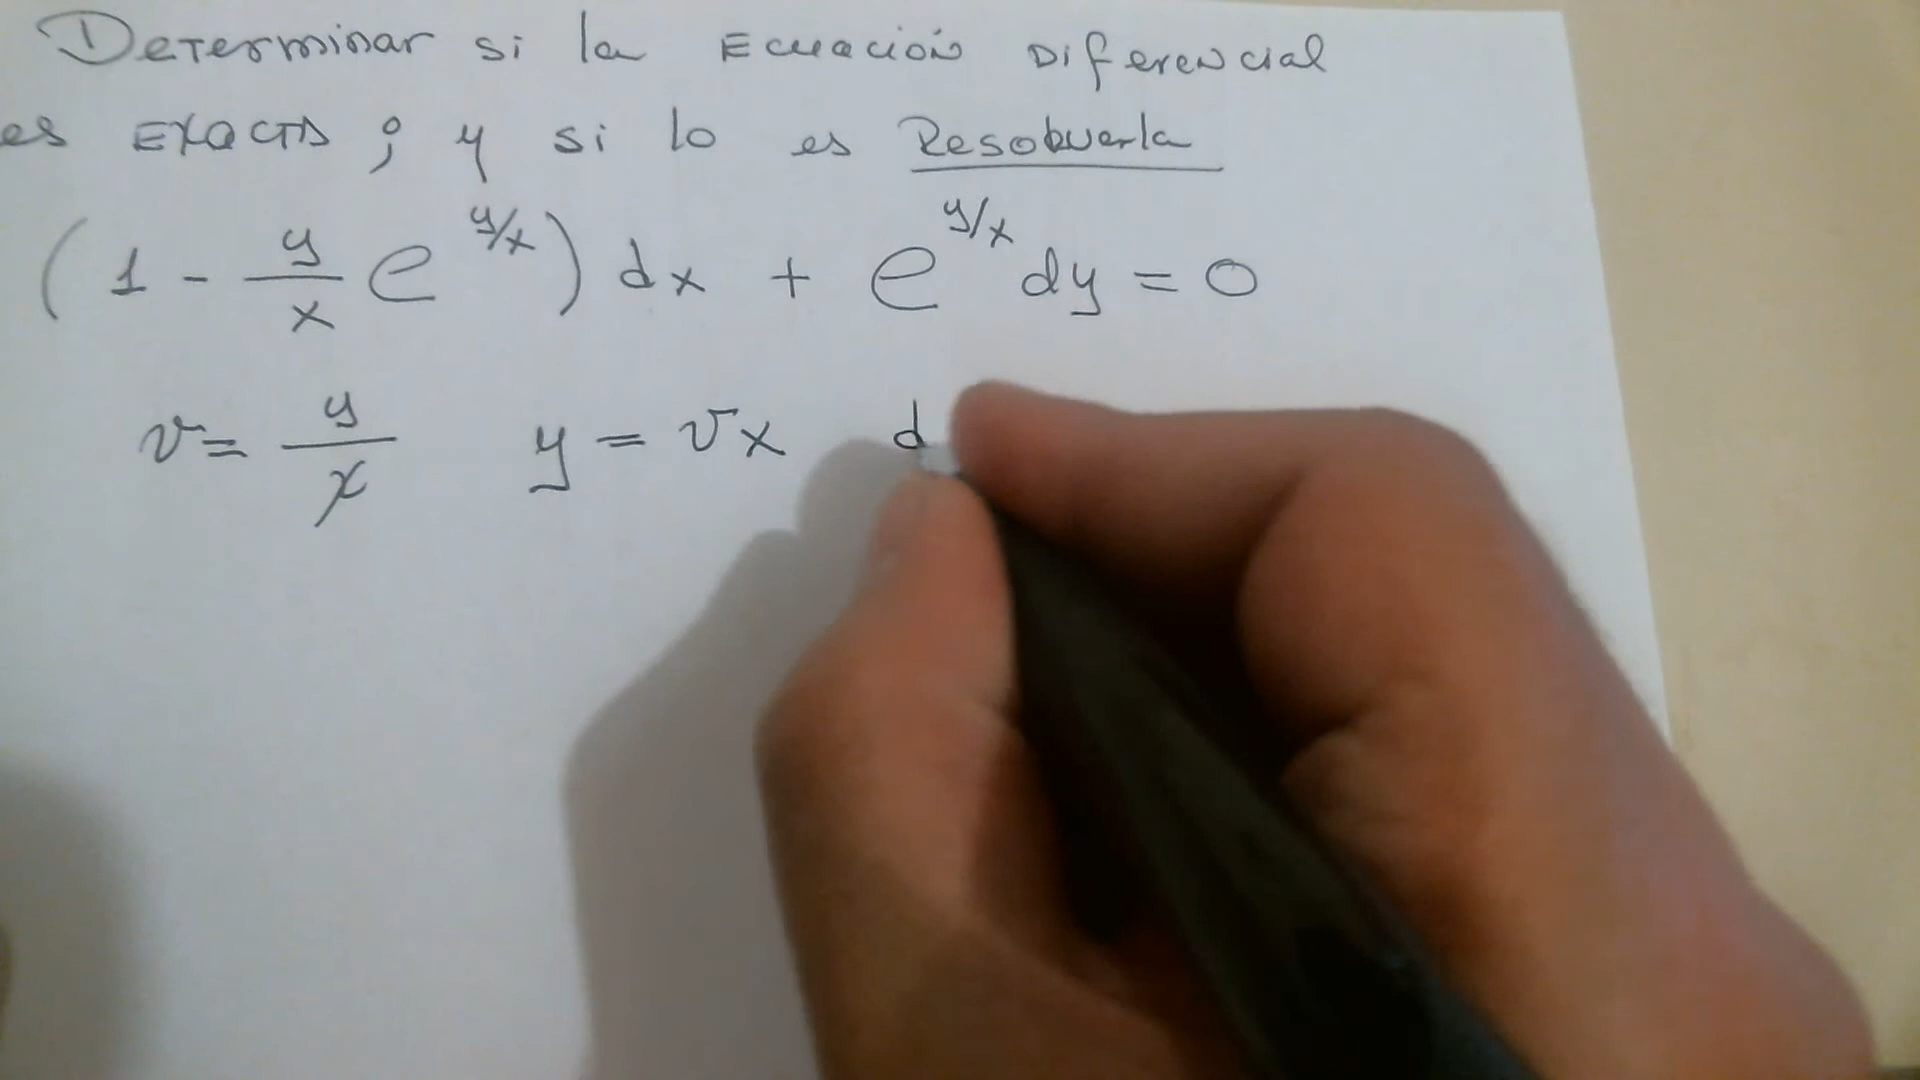 Determinar si la Ecuación Diferencial
es EXACTA ; y si lo es Resolverla
(1 - y/x e^y/x) dx + e^y/x dy = 0
v = y/x y = vx d